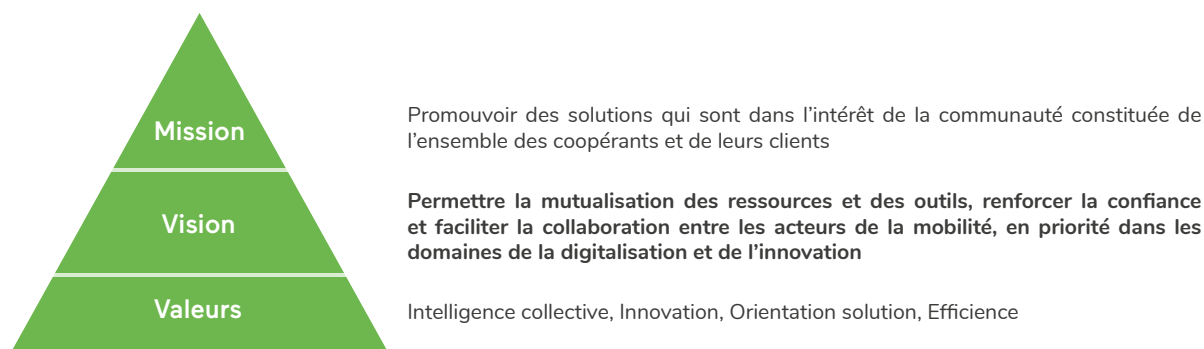 Mission
Promouvoir des solutions qui sont dans l'intérêt de la communauté constituée de
l'ensemble des coopérants et de leurs clients
Vision
Permettre la mutualisation des ressources et des outils, renforcer la confiance
et faciliter la collaboration entre les acteurs de la mobilité, en priorité dans les
domaines de la digitalisation et de l'innovation
Valeurs
Intelligence collective, Innovation, Orientation solution, Efficience